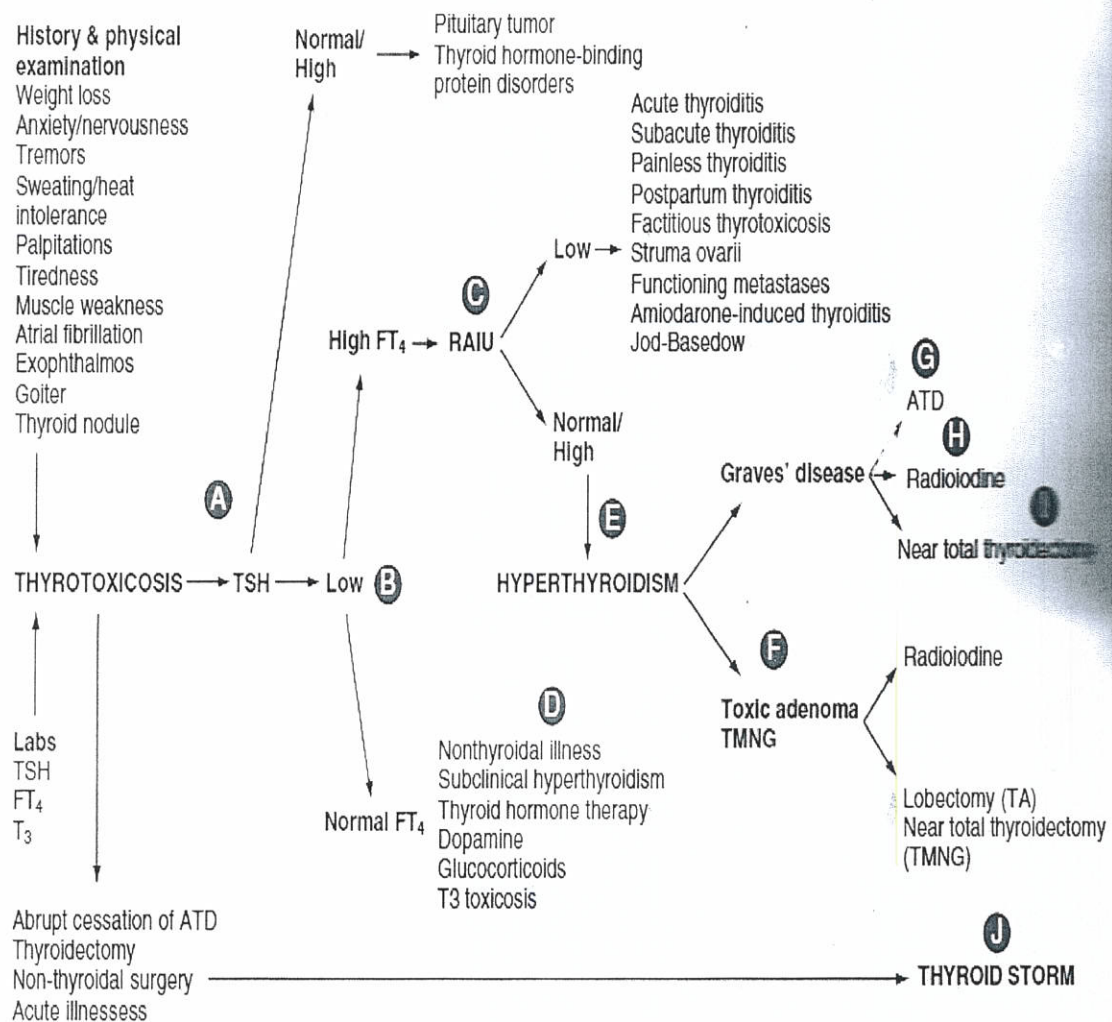 History & physical
examination
Weight loss
Anxiety/nervousness
Tremors
Sweating/heat
intolerance
Palpitations
Tiredness
Muscle weakness
Atrial fibrillation
Exophthalmos
Goiter
Thyroid nodule
Normal/
High
Pituitary tumor
Thyroid hormone-binding
protein disorders
Acute thyroiditis
Subacute thyroiditis
Painless thyroiditis
Postpartum thyroiditis
Factitious thyrotoxicosis
Struma ovarii
Functioning metastases
Amiodarone-induced thyroiditis
Jod-Basedow
Low
C
High FT4
RAIU
Normal/
High
G
ATD
H
Graves' disease
Radioiodine
I
Near total thyroidectomy
A
E
THYROTOXICOSIS
TSH
Low
B
HYPERTHYROIDISM
F
Radioiodine
Toxic adenoma
TMNG
D
Labs
TSH
FT4
T3
Normal FT4
Nonthyroidal illness
Subclinical hyperthyroidism
Thyroid hormone therapy
Dopamine
Glucocorticoids
T3 toxicosis
Lobectomy (TA)
Near total thyroidectomy
(TMNG)
Abrupt cessation of ATD
Thyroidectomy
Non-thyroidal surgery
Acute illnessess
J
THYROID STORM